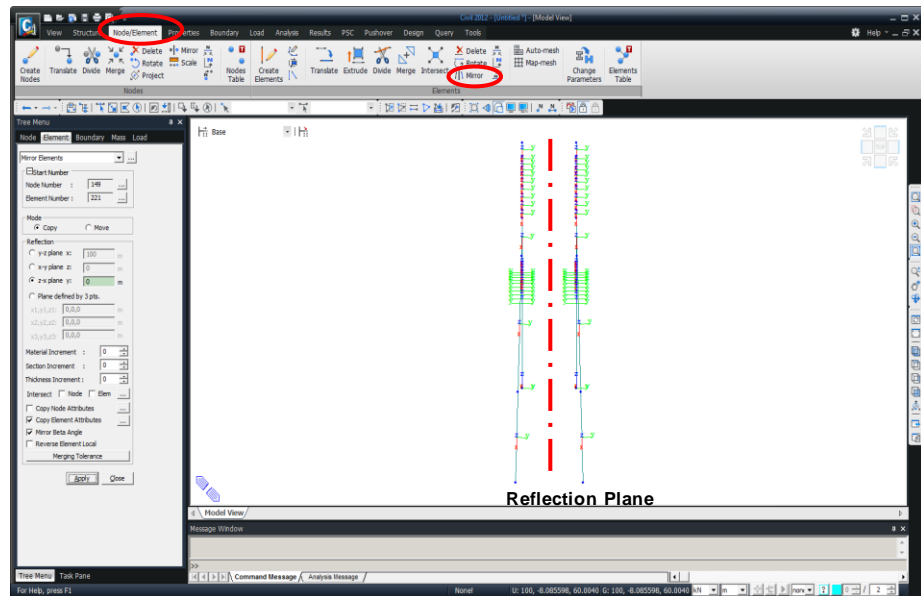 Civil 2012 - [Untitled *] - [Model View]
View Structure Node/Element Properties Boundary Load Analysis Results PSC Pushover Design Query Tools Help
Create Nodes
Translate
Divide
Merge
Delete
Rotate
Project
Mirror
Scale
Nodes Table
Create Elements
Translate
Extrude
Divide
Merge
Intersect
Delete
Rotate
Mirror
Auto-mesh
Map-mesh
Change Parameters
Elements Table
Nodes
Elements
Tree Menu
Node Element Boundary Mass Load
Base
Mirror Elements
Start Number
Node Number : 149
Element Number : 221
Mode
Copy Move
Reflection
y-z plane x: 100 m
x-y plane z: 0 m
z-x plane y: 0 m
Plane defined by 3 pts.
x1,y1,z1: 0,0,0 m
x2,y2,z2: 0,0,0 m
x3,y3,z3: 0,0,0 m
Material Increment : 0
Section Increment : 0
Thickness Increment : 0
Intersect Node Elem
Copy Node Attributes
Copy Element Attributes
Mirror Beta Angle
Reverse Element Local
Merging Tolerance
Apply Close
Reflection Plane
Model View
Message Window
>>
Command Message Analysis Message
Tree Menu Task Pane
For Help, press F1
None! U: 100, -8.085598, 60.0040 G: 100, -8.085598, 60.0040 kN m 0 / 2